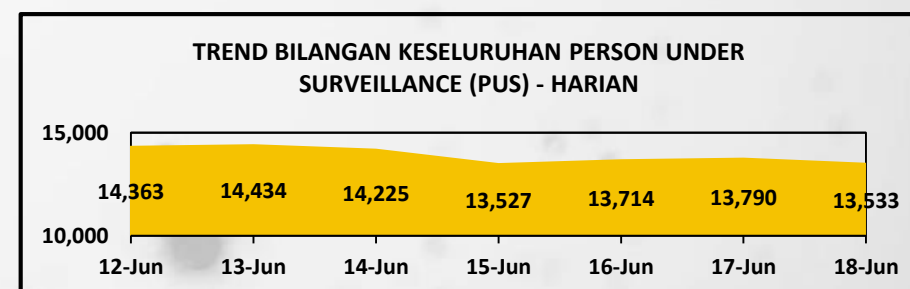 TREND BILANGAN KESELURUHAN PERSON UNDER
SURVEILLANCE (PUS) - HARIAN
15,000
14,363 14,434 14,225 13,527 13,714 13,790 13,533
10,000
12-Jun 13-Jun 14-Jun 15-Jun 16-Jun 17-Jun 18-Jun